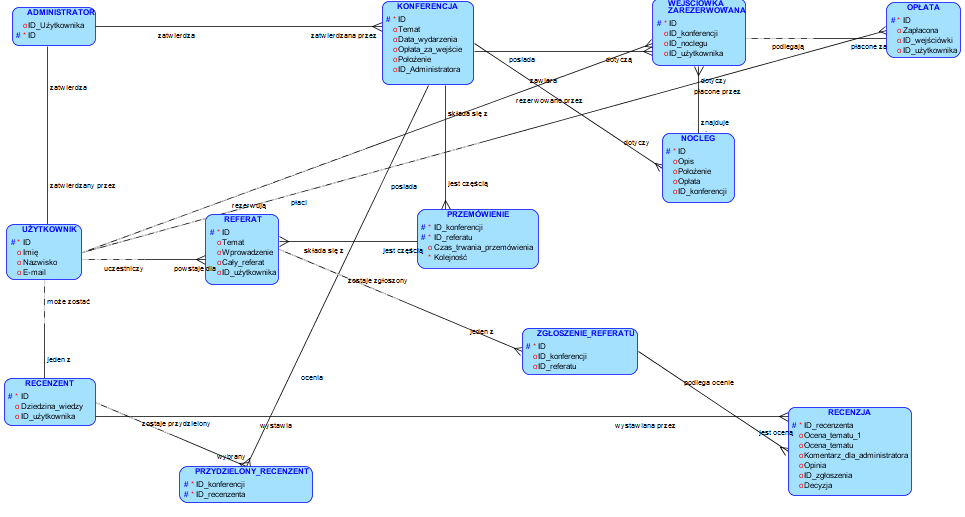 ADMINISTRATOR
o ID_Użytkownika
# * ID
KONFERENCJA
# * ID
o Temat
o Data_wydarzenia
o Opłata_za_wejście
o Położenie
o ID_Administratora
WEJŚCIÓWKA
ZAREZERWOWANA
# * ID
o ID_konferencji
o ID_noclegu
o ID_użytkownika
OPŁATA
# * ID
o Zapłacona
o ID_wejściówki
o ID_użytkownika
zatwierdza
zatwierdzana przez
posiada
dotyczą
podlegają
płacone za
zatwierdza
zawiera
dotyczy
płacone przez
rezerwowane przez
składa się z
znajduje
dotyczy
NOCLEG
# * ID
o Opis
o Położenie
o Opłata
o ID_konferencji
zatwierdzany przez
posiada
jest częścią
płaci
rezerwują
UŻYTKOWNIK
# * ID
o Imię
o Nazwisko
o E-mail
REFERAT
# * ID
o Temat
o Wprowadzenie
o Cały_referat
o ID_użytkownika
PRZEMÓWIENIE
# * ID_konferencji
# * ID_referatu
o Czas_trwania_przemówienia
* Kolejność
składa się z
jest częścią
uczestniczy
powstaje dla
zostaje zgłoszony
może zostać
jeden z
ZGŁOSZENIE_REFERATU
# * ID
o ID_konferencji
o ID_referatu
jeden z
ocenia
podlega ocenie
RECENZENT
# * ID
o Dziedzina_wiedzy
o ID_użytkownika
zostaje przydzielony
wystawia
wystawiana przez
jest oceną
RECENZJA
# * ID_recenzenta
o Ocena_tematu_1
o Ocena_tematu
o Komentarz_dla_administratora
o Opinia
o ID_zgłoszenia
o Decyzja
wybrany
PRZYDZIELONY_RECENZENT
# * ID_konferencji
# * ID_recenzenta